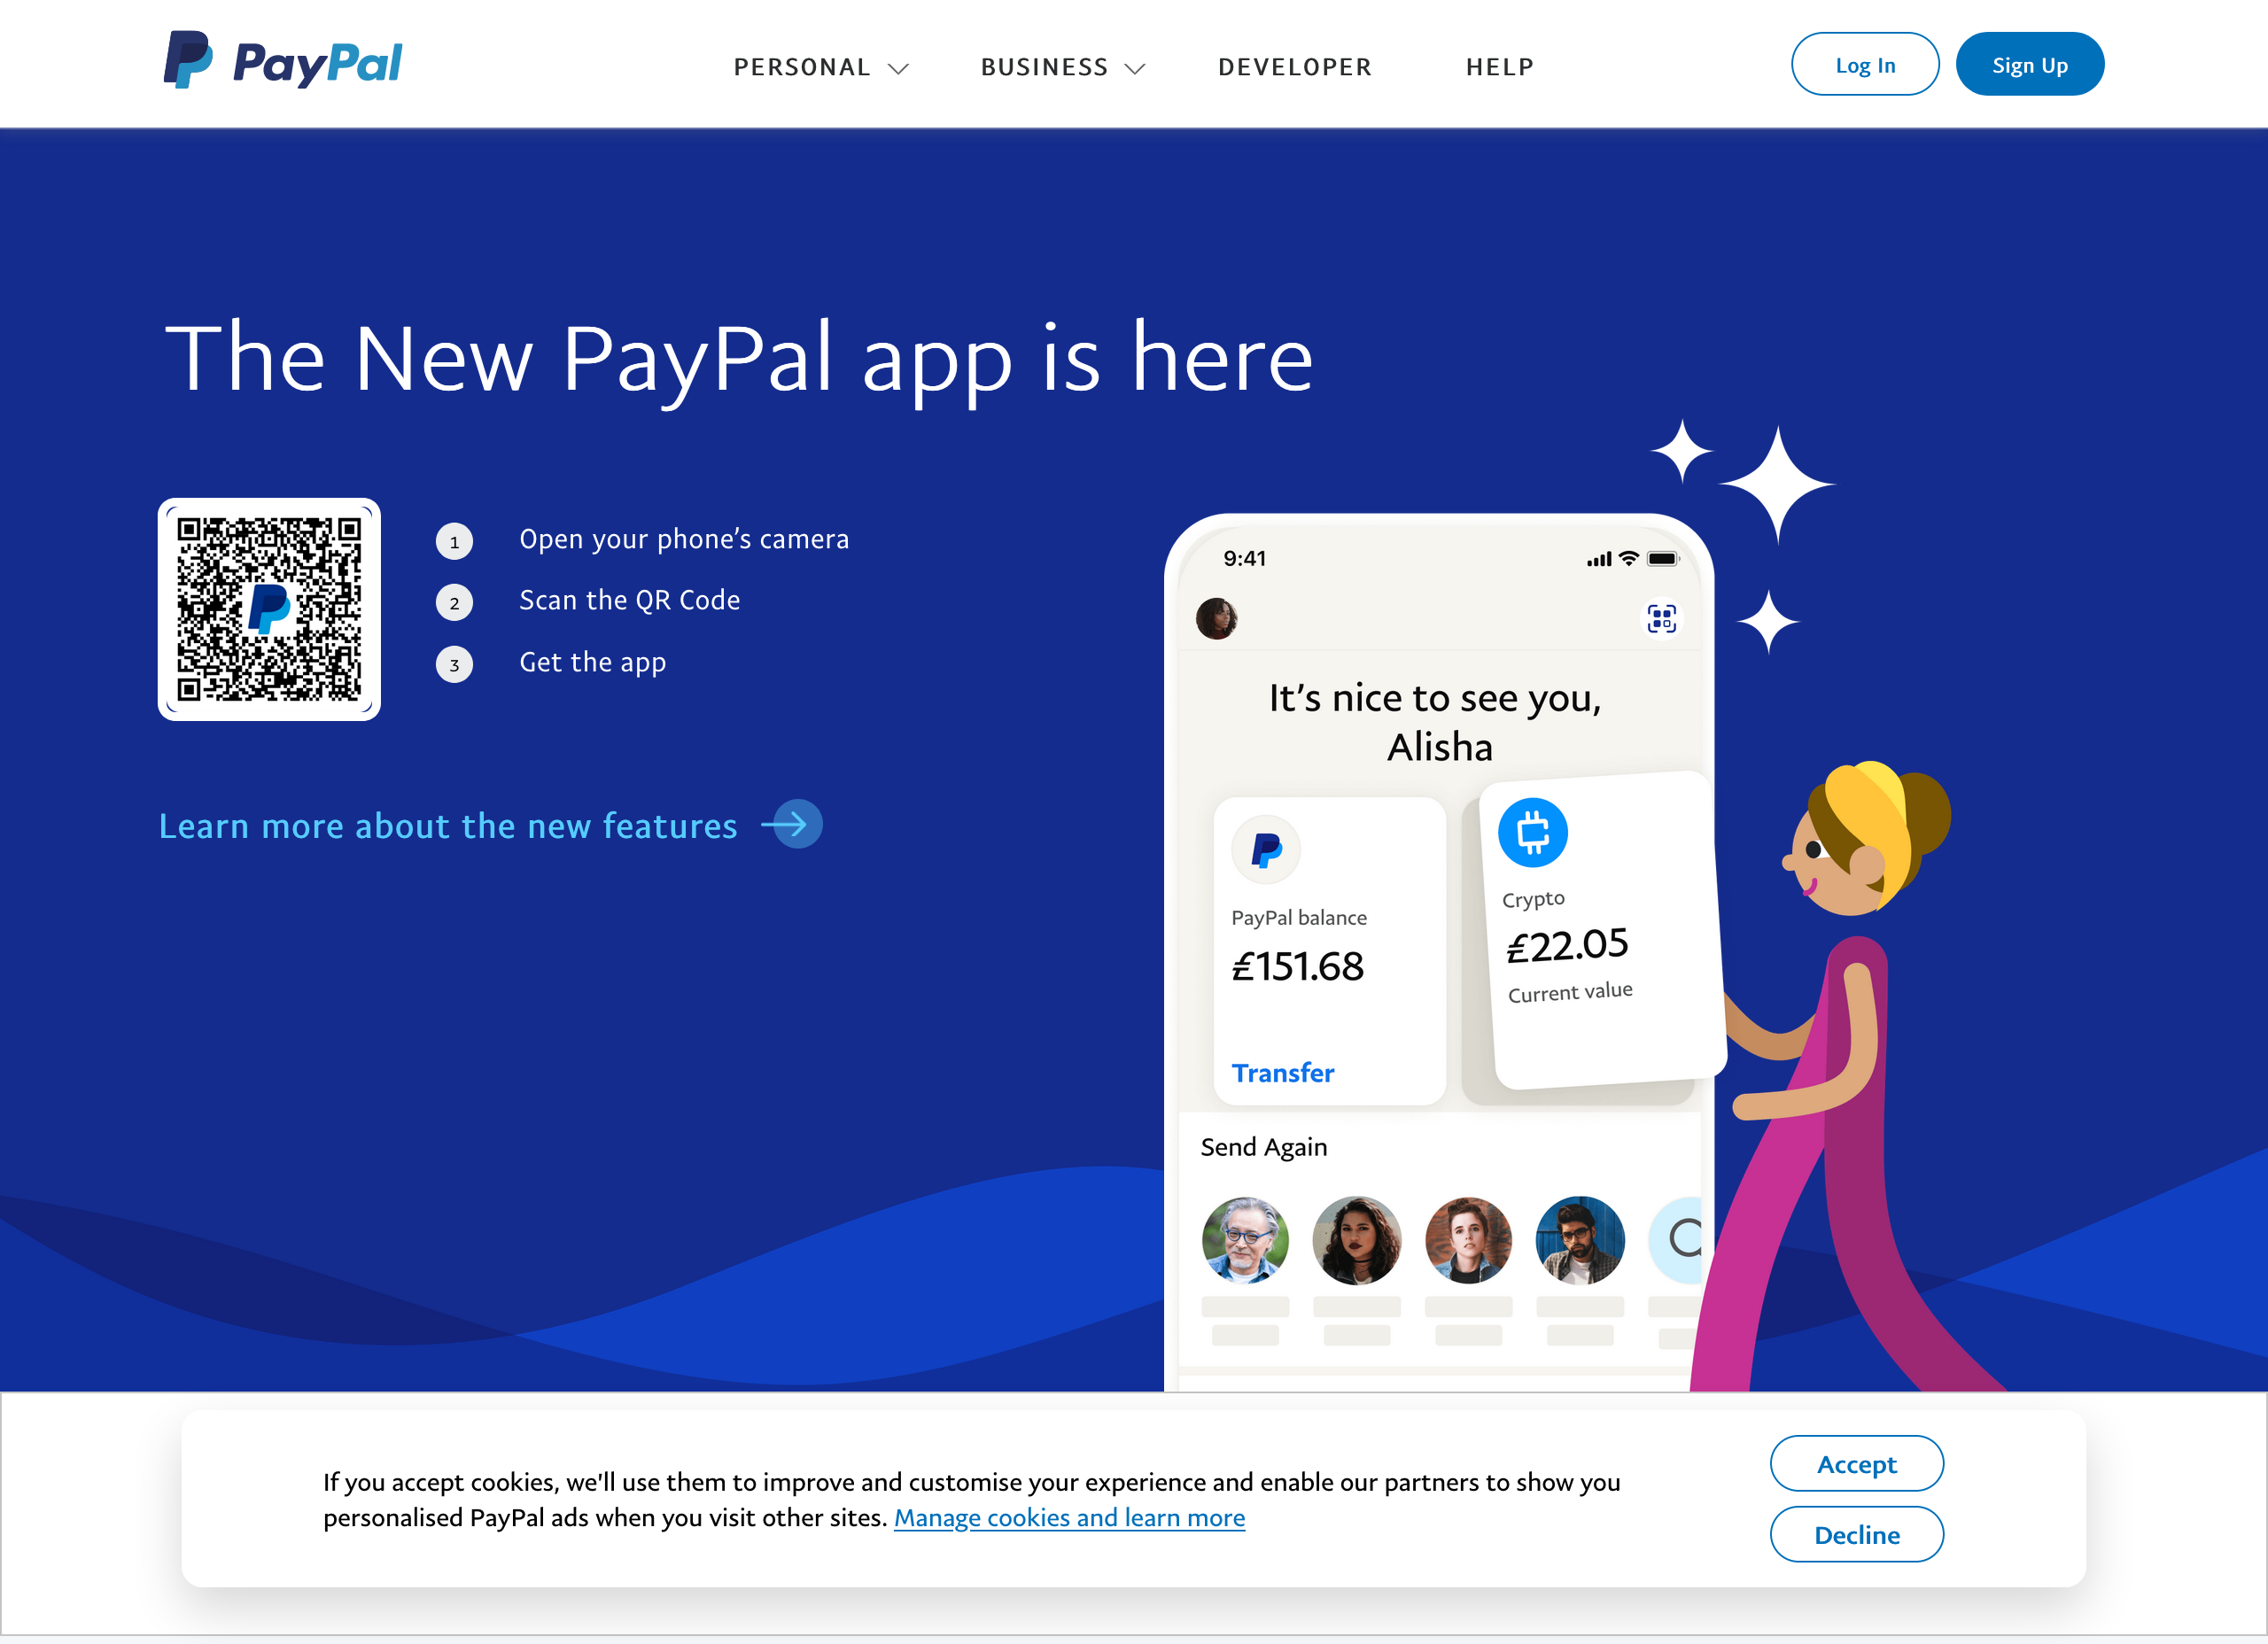 PayPal
PERSONAL
BUSINESS
DEVELOPER
HELP
Log In
Sign Up
The New PayPal app is here
1 Open your phone’s camera
2 Scan the QR Code
3 Get the app
Learn more about the new features
9:41
It’s nice to see you,
Alisha
PayPal balance
£151.68
Transfer
Crypto
£22.05
Current value
Send Again
If you accept cookies, we'll use them to improve and customise your experience and enable our partners to show you
personalised PayPal ads when you visit other sites. Manage cookies and learn more
Accept
Decline